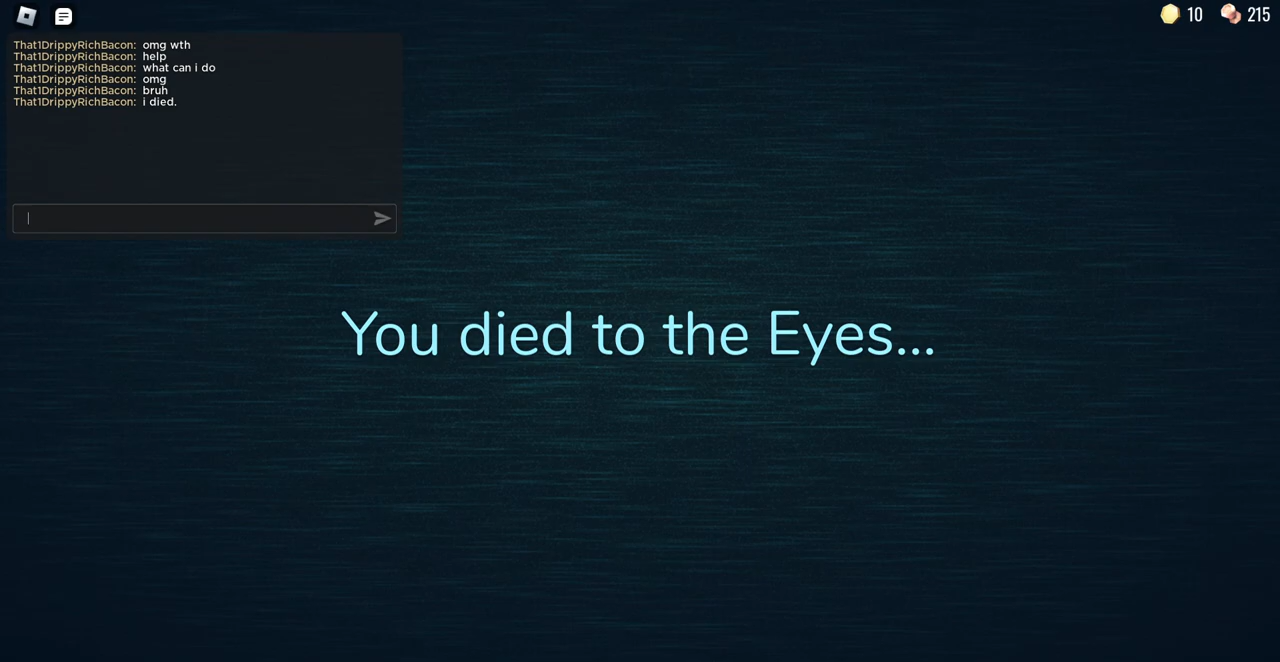 10 215
That1DrippyRichBacon: omg wth
That1DrippyRichBacon: help
That1DrippyRichBacon: what can i do
That1DrippyRichBacon: omg
That1DrippyRichBacon: bruh
That1DrippyRichBacon: i died.
You died to the Eyes...